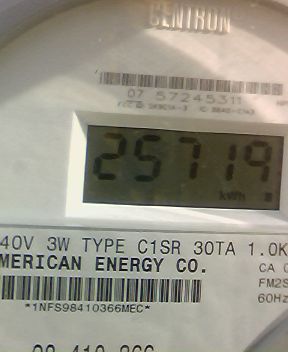 CENTRON
07 57245311
25719
kWh
40V 3W TYPE C1SR 30TA 1.0K
MERICAN ENERGY CO.
CA 0
FM2S
60Hz
*1NFS98410366MEC*